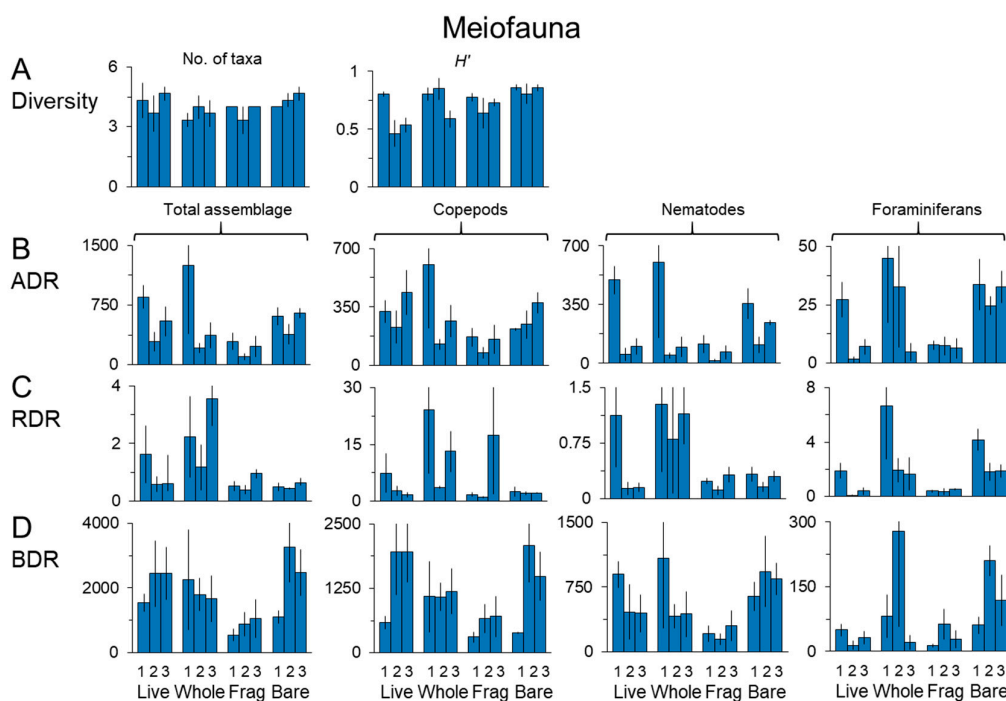 Meiofauna
A
Diversity
No. of taxa
H'
6
3
0
1
0.5
0
Total assemblage
Copepods
Nematodes
Foraminiferans
B
ADR
1500
750
0
700
350
0
700
350
0
50
25
0
C
RDR
4
2
0
30
15
0
1.5
0.75
0
8
4
0
D
BDR
4000
2000
0
2500
1250
0
1500
750
0
300
150
0
1 2 3 1 2 3 1 2 3 1 2 3
Live Whole Frag Bare
1 2 3 1 2 3 1 2 3 1 2 3
Live Whole Frag Bare
1 2 3 1 2 3 1 2 3 1 2 3
Live Whole Frag Bare
1 2 3 1 2 3 1 2 3 1 2 3
Live Whole Frag Bare